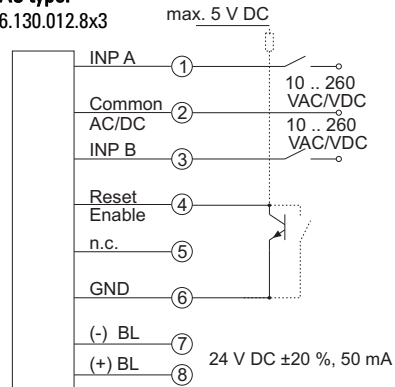 6.130.012.8x3
max. 5 V DC
INP A
1
10 .. 260
VAC/VDC
Common
AC/DC
2
10 .. 260
VAC/VDC
INP B
3
Reset
Enable
4
n.c.
5
GND
6
(-) BL
7
(+) BL
8
24 V DC ±20 %, 50 mA